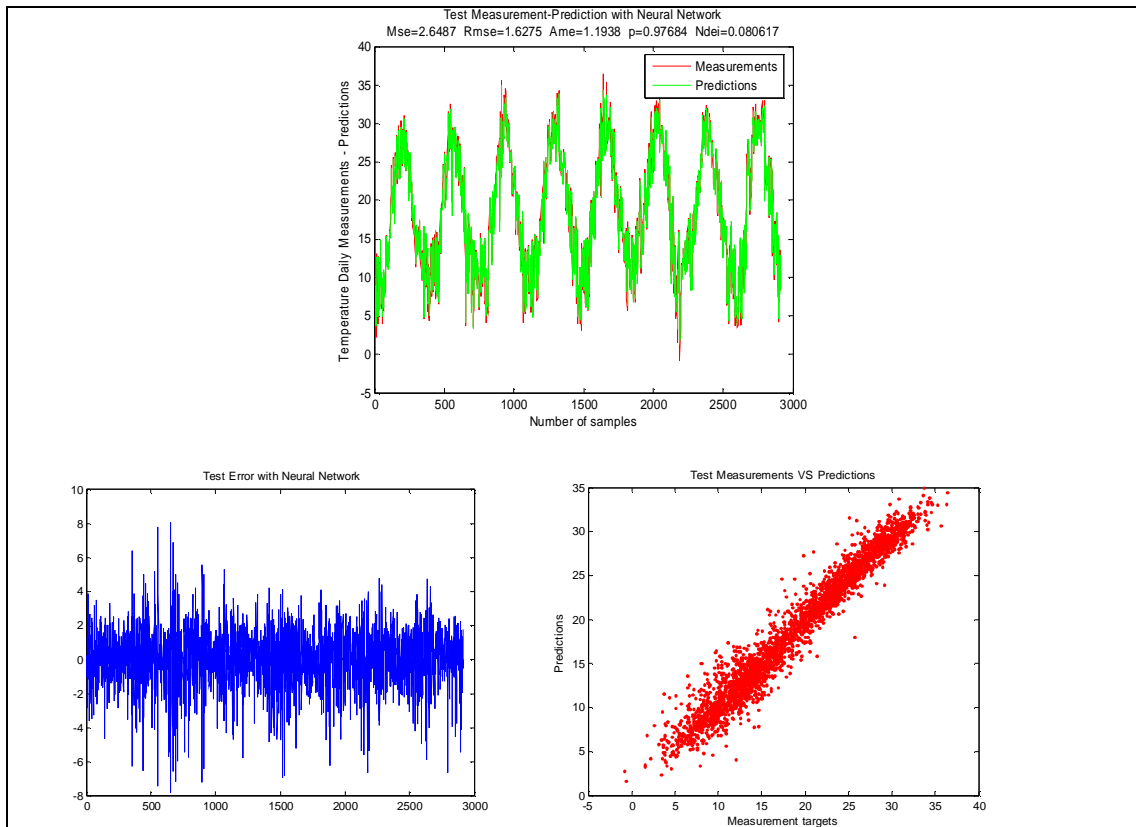 Test Measurement-Prediction with Neural Network
Mse=2.6487 Rmse=1.6275 Ame=1.1938 p=0.97684 Ndei=0.080617
40
35
30
25
20
15
10
5
0
-5
Temperature Daily Measurements - Predictions
Measurements
Predictions
0 500 1000 1500 2000 2500 3000
Number of samples
Test Error with Neural Network
10
8
6
4
2
0
-2
-4
-6
-8
0 500 1000 1500 2000 2500 3000
Test Measurements VS Predictions
35
30
25
20
15
10
5
0
Predictions
-5 0 5 10 15 20 25 30 35 40
Measurement targets